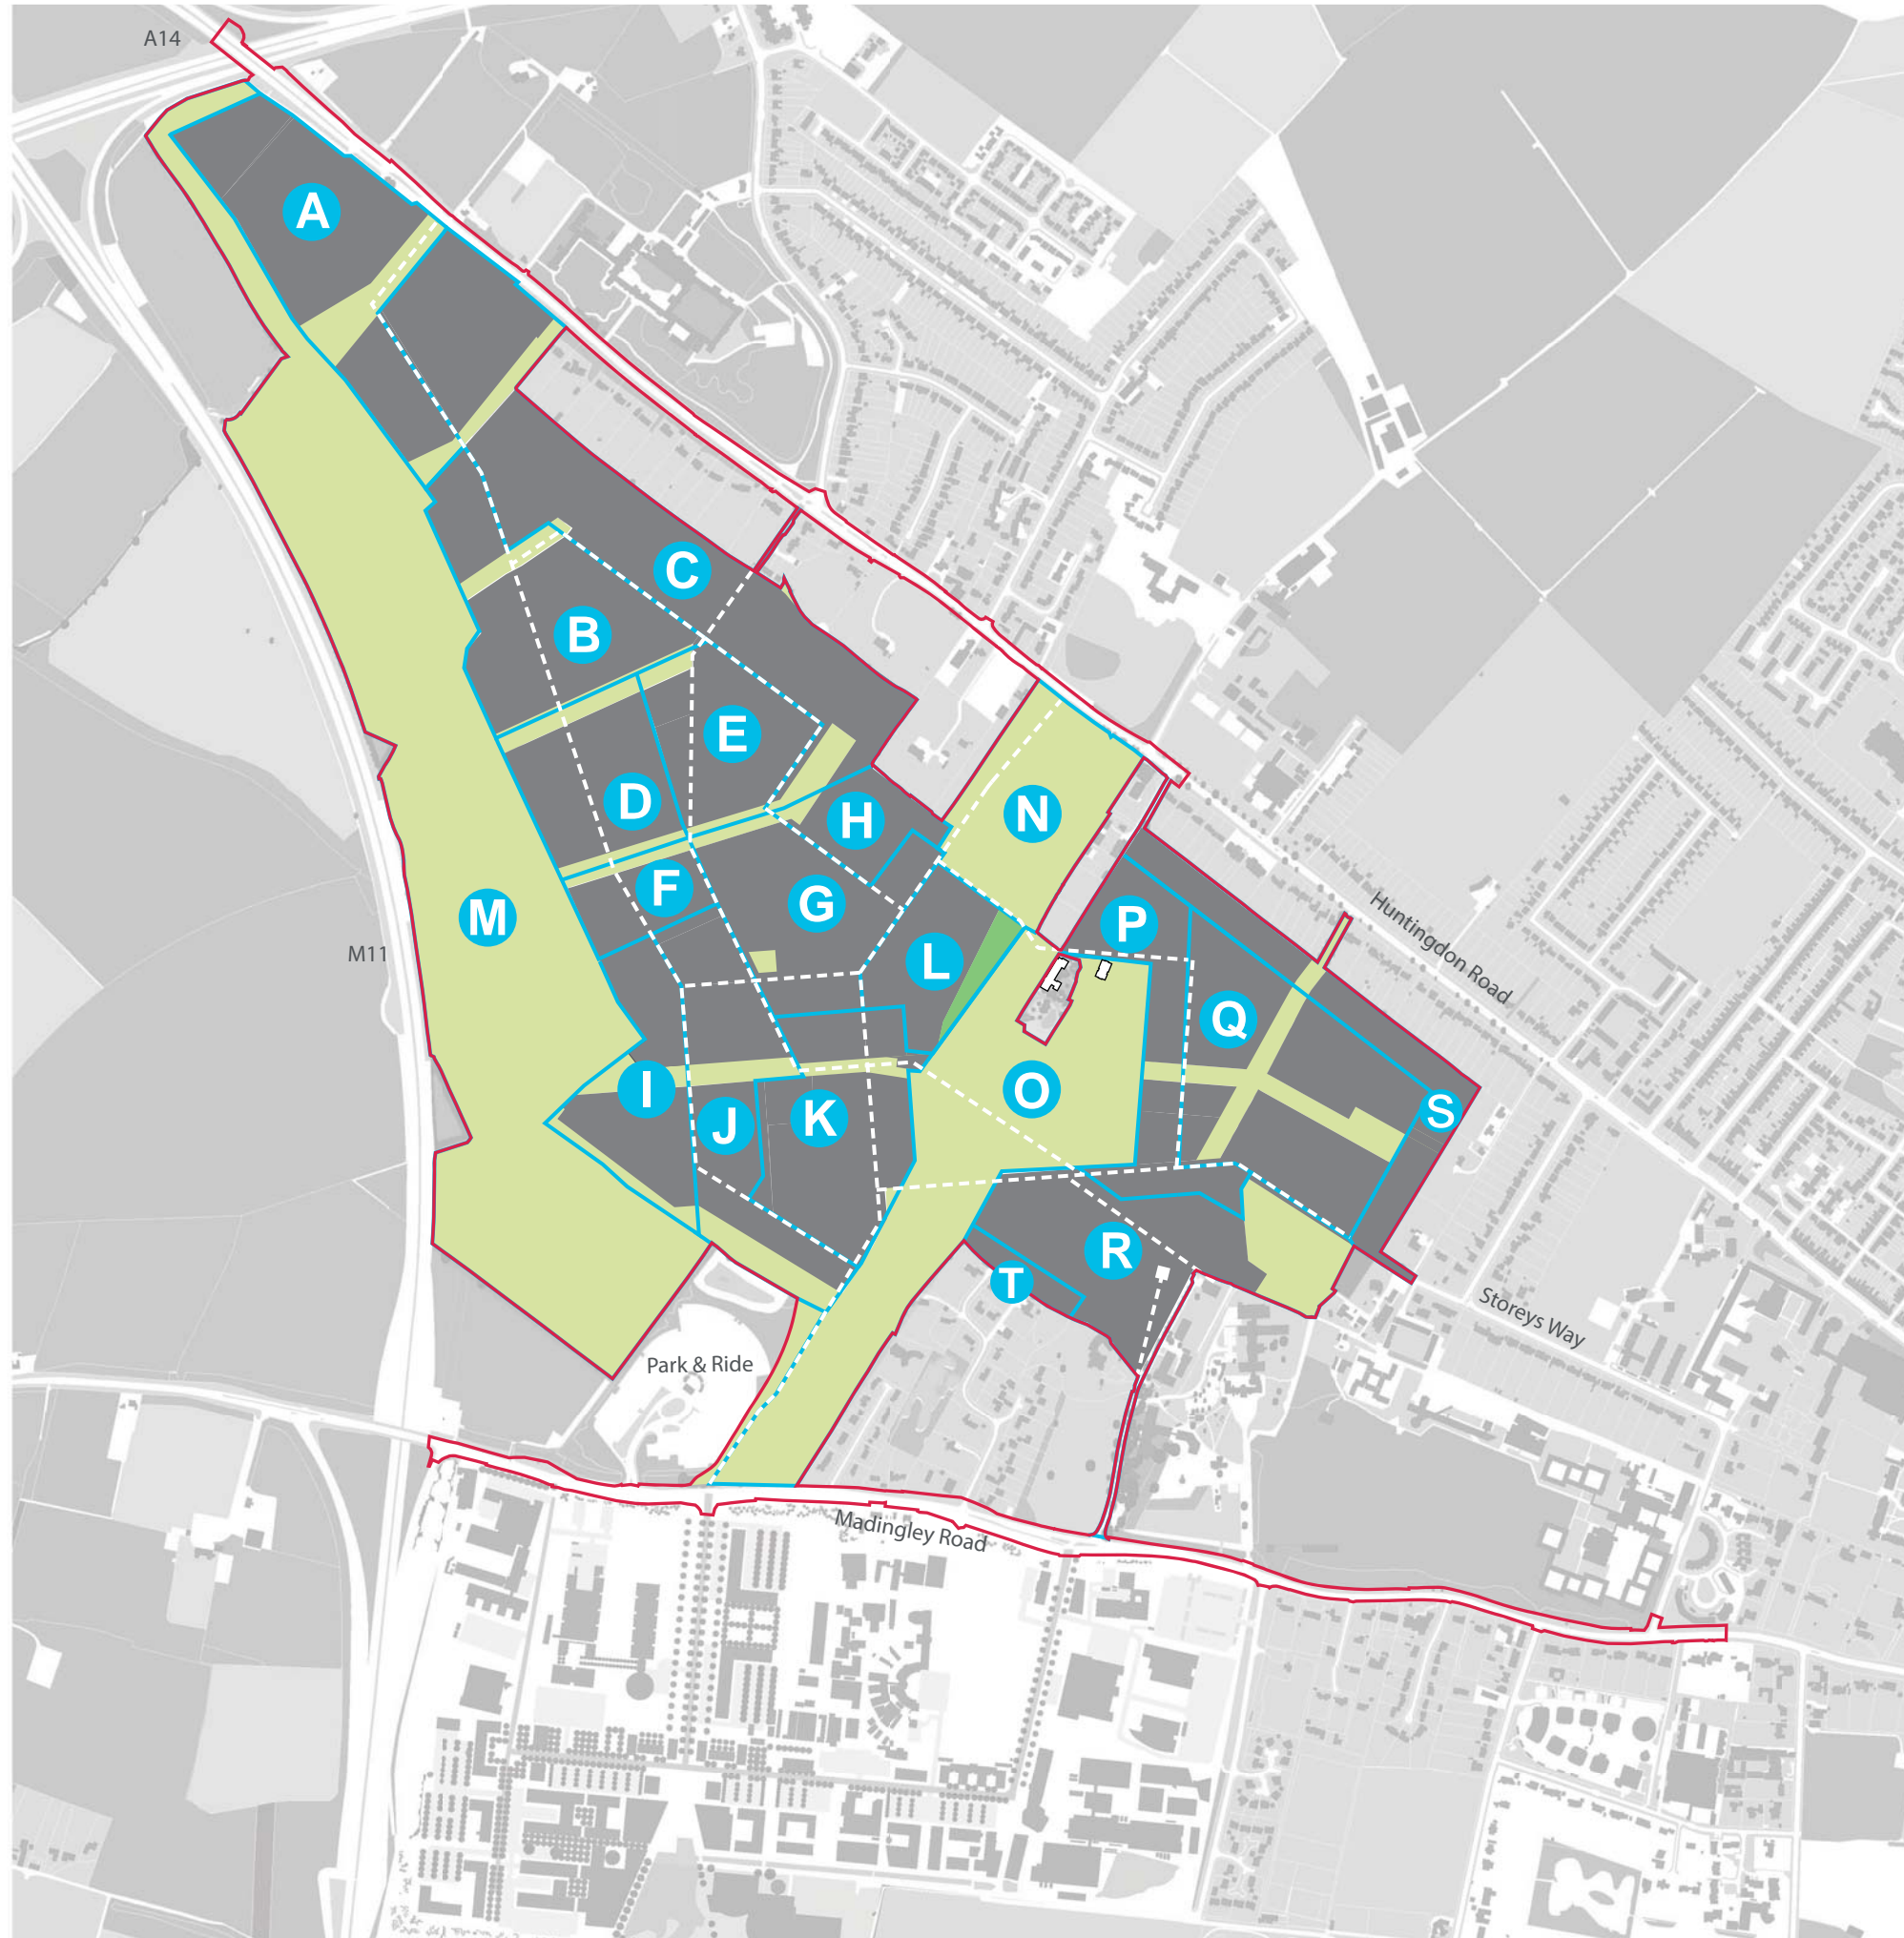 A14
A
C
B
E
D
H
N
F
G
M
P
Huntingdon Road
M11
L
Q
I
O
S
J
K
R
T
Storeys Way
Park & Ride
Madingley Road